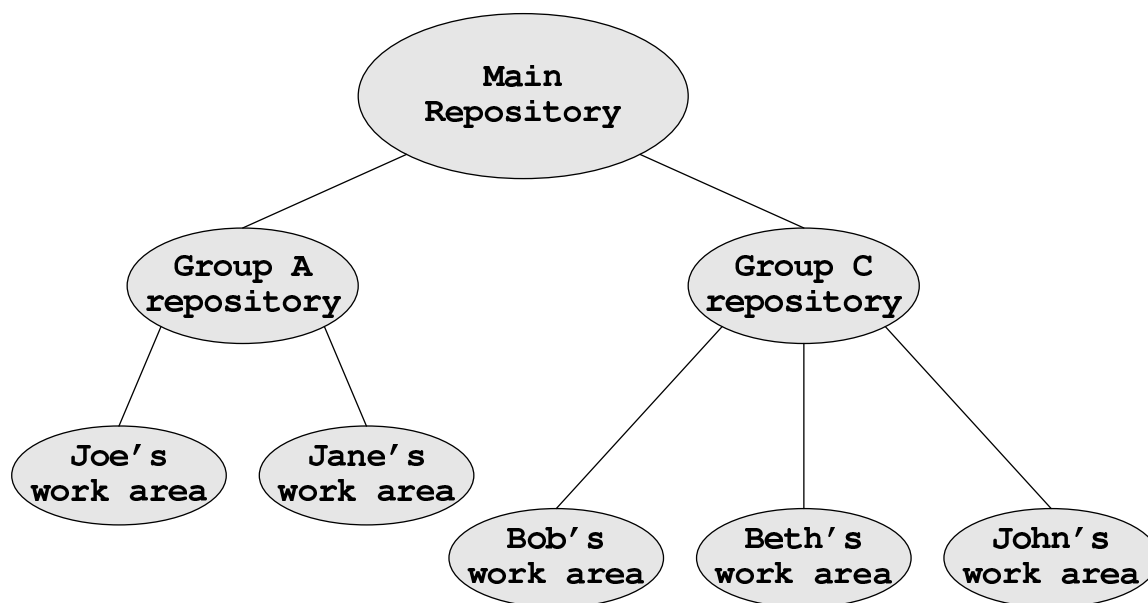 Main
Repository
Group A
repository
Group C
repository
Joe’s
work area
Jane’s
work area
Bob’s
work area
Beth’s
work area
John’s
work area